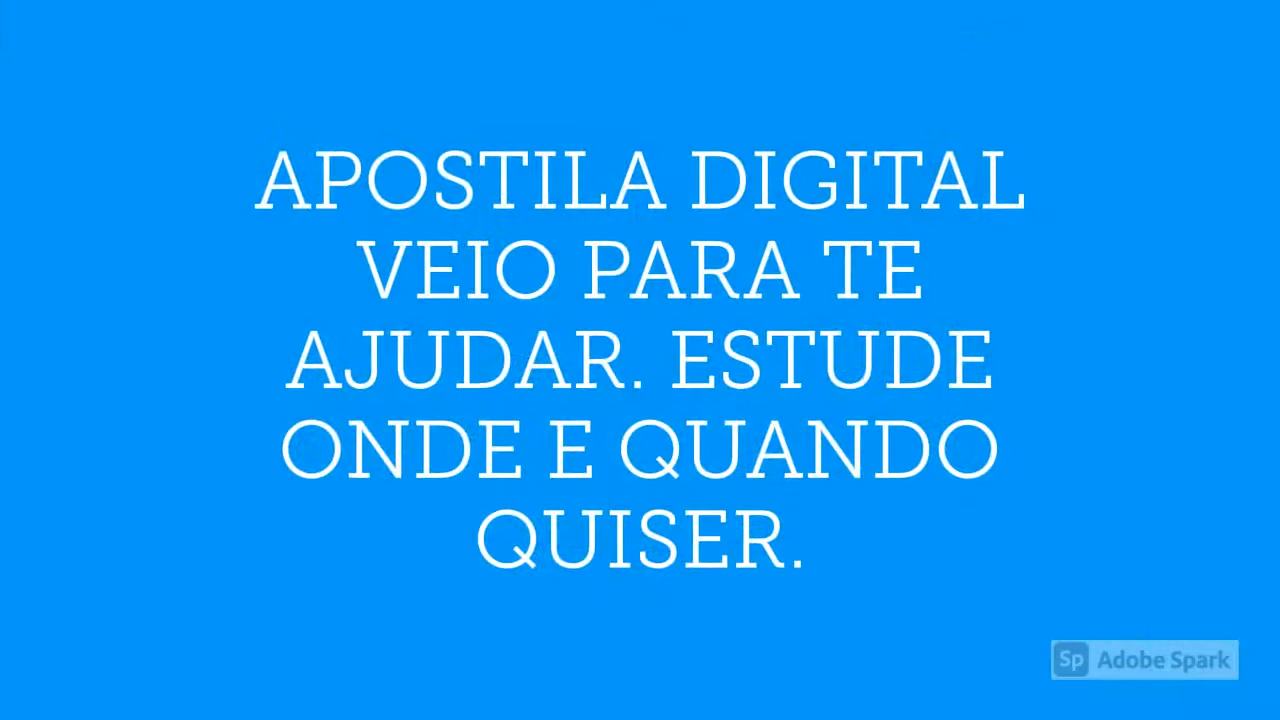 APOSTILA DIGITAL
VEIO PARA TE
AJUDAR. ESTUDE
ONDE E QUANDO
QUISER.
Sp Adobe Spark